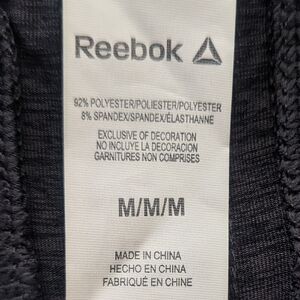 Reebok
92% POLYESTER/POLIESTER/POLYESTER
8% SPANDEX/SPANDEX/ÉLASTHANNE
EXCLUSIVE OF DECORATION
NO INCLUYE LA DECORACIÓN
GARNITURES NON COMPRISES
M/M/M
MADE IN CHINA
HECHO EN CHINA
FABRIQUÉ EN CHINE